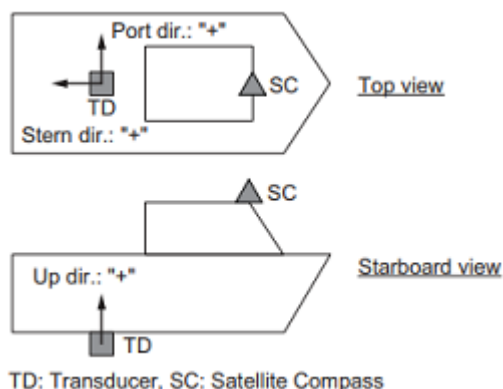 Port dir.: "+"
SC
Top view
TD
Stern dir.: "+"
SC
Starboard view
Up dir.: "+"
TD
TD: Transducer, SC: Satellite Compass